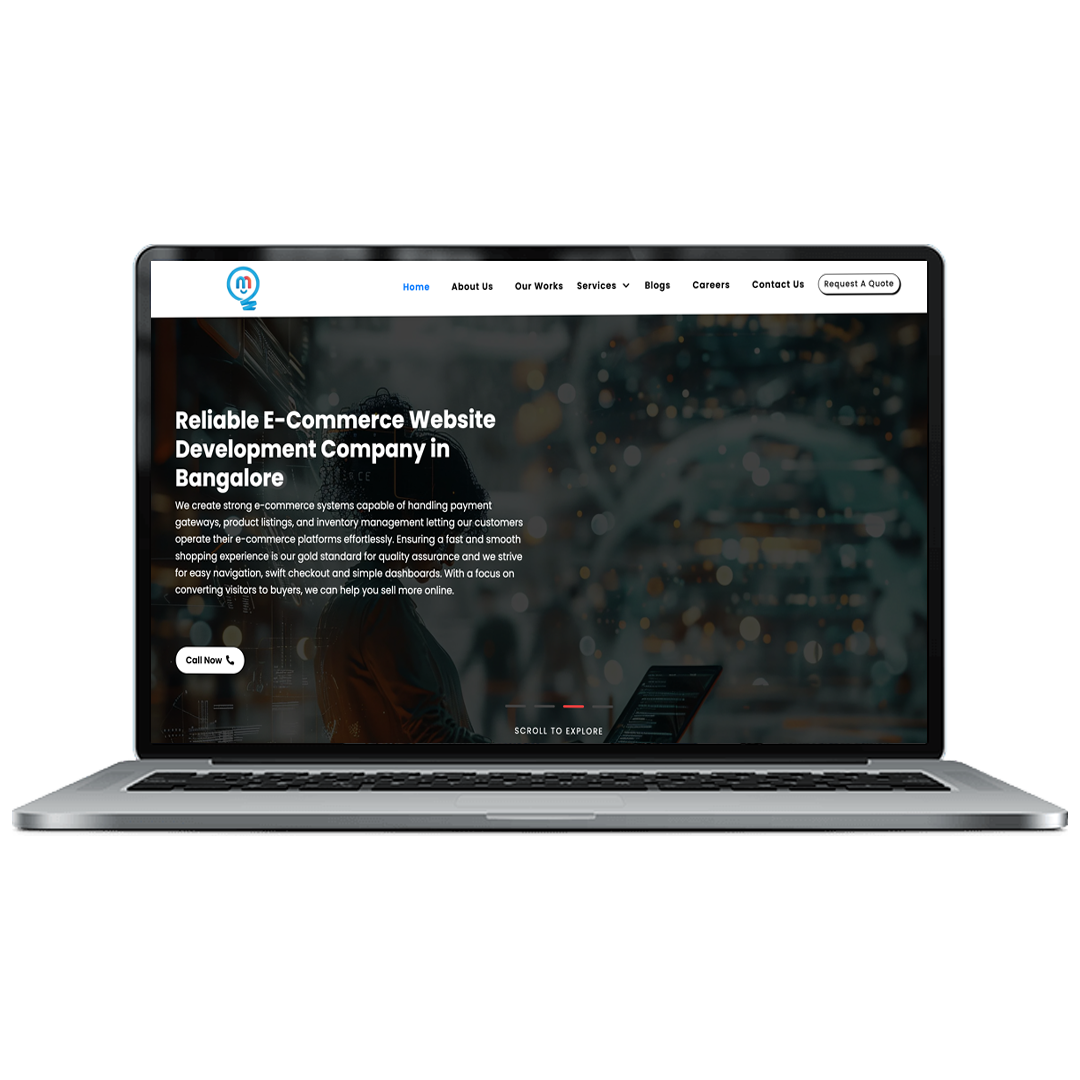 m
Home About Us Our Works Services Blogs Careers Contact Us Request A Quote
Reliable E-Commerce Website
Development Company in
Bangalore
We create strong e-commerce systems capable of handling payment
gateways, product listings, and inventory management letting our customers
operate their e-commerce platforms effortlessly. Ensuring a fast and smooth
shopping experience is our gold standard for quality assurance and we strive
for easy navigation, swift checkout and simple dashboards. With a focus on
converting visitors to buyers, we can help you sell more online.
Call Now
SCROLL TO EXPLORE